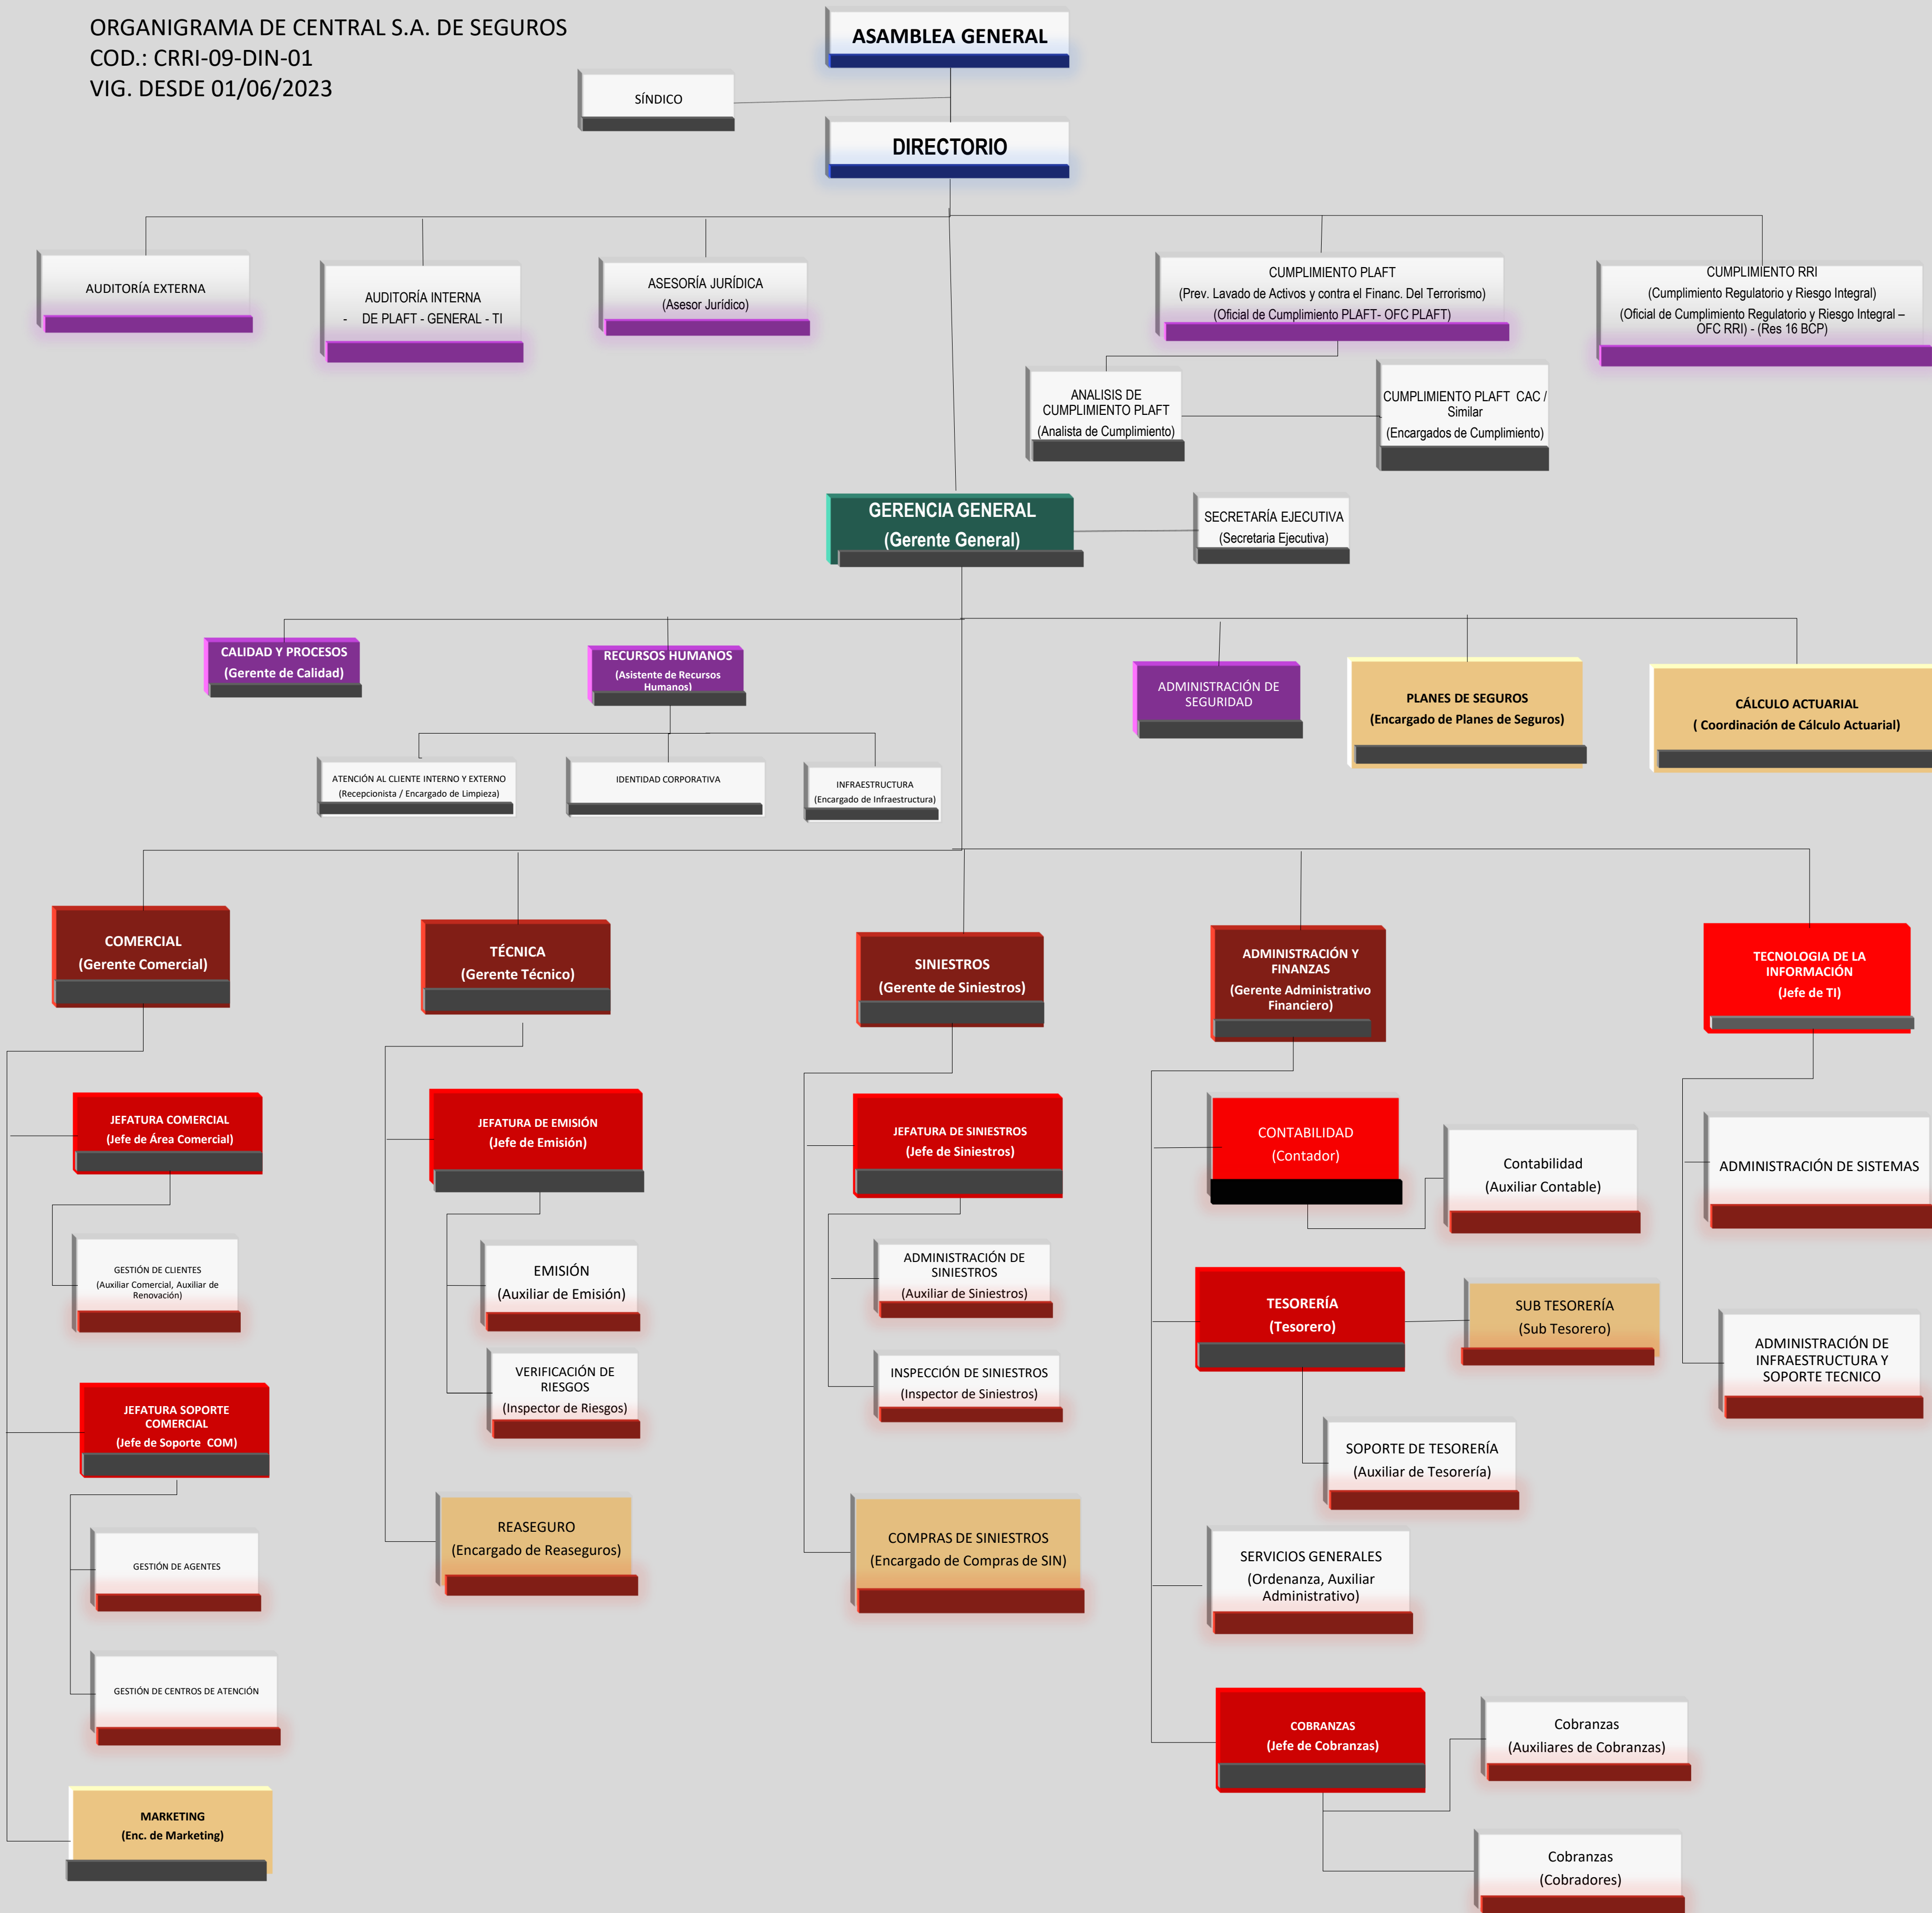 ORGANIGRAMA DE CENTRAL S.A. DE SEGUROS
COD.: CRRI-09-DIN-01
VIG. DESDE 01/06/2023
ASAMBLEA GENERAL
SÍNDICO
DIRECTORIO
AUDITORÍA EXTERNA
AUDITORÍA INTERNA
- DE PLAFT - GENERAL - TI
ASESORÍA JURÍDICA
(Asesor Jurídico)
CUMPLIMIENTO PLAFT
(Prev. Lavado de Activos y contra el Financ. Del Terrorismo)
(Oficial de Cumplimiento PLAFT- OFC PLAFT)
CUMPLIMIENTO RRI
(Cumplimiento Regulatorio y Riesgo Integral)
(Oficial de Cumplimiento Regulatorio y Riesgo Integral –
OFC RRI) - (Res 16 BCP)
ANALISIS DE
CUMPLIMIENTO PLAFT
(Analista de Cumplimiento)
CUMPLIMIENTO PLAFT CAC /
Similar
(Encargados de Cumplimiento)
GERENCIA GENERAL
(Gerente General)
SECRETARÍA EJECUTIVA
(Secretaria Ejecutiva)
CALIDAD Y PROCESOS
(Gerente de Calidad)
RECURSOS HUMANOS
(Asistente de Recursos
Humanos)
ADMINISTRACIÓN DE
SEGURIDAD
PLANES DE SEGUROS
(Encargado de Planes de Seguros)
CÁLCULO ACTUARIAL
( Coordinación de Cálculo Actuarial)
ATENCIÓN AL CLIENTE INTERNO Y EXTERNO
(Recepcionista / Encargado de Limpieza)
IDENTIDAD CORPORATIVA
INFRAESTRUCTURA
(Encargado de Infraestructura)
COMERCIAL
(Gerente Comercial)
TÉCNICA
(Gerente Técnico)
SINIESTROS
(Gerente de Siniestros)
ADMINISTRACIÓN Y
FINANZAS
(Gerente Administrativo
Financiero)
TECNOLOGIA DE LA
INFORMACIÓN
(Jefe de TI)
JEFATURA COMERCIAL
(Jefe de Área Comercial)
JEFATURA DE EMISIÓN
(Jefe de Emisión)
JEFATURA DE SINIESTROS
(Jefe de Siniestros)
CONTABILIDAD
(Contador)
Contabilidad
(Auxiliar Contable)
ADMINISTRACIÓN DE SISTEMAS
GESTIÓN DE CLIENTES
(Auxiliar Comercial, Auxiliar de
Renovación)
EMISIÓN
(Auxiliar de Emisión)
ADMINISTRACIÓN DE
SINIESTROS
(Auxiliar de Siniestros)
TESORERÍA
(Tesorero)
SUB TESORERÍA
(Sub Tesorero)
ADMINISTRACIÓN DE
INFRAESTRUCTURA Y
SOPORTE TECNICO
VERIFICACIÓN DE
RIESGOS
(Inspector de Riesgos)
INSPECCIÓN DE SINIESTROS
(Inspector de Siniestros)
JEFATURA SOPORTE
COMERCIAL
(Jefe de Soporte COM)
SOPORTE DE TESORERÍA
(Auxiliar de Tesorería)
REASEGURO
(Encargado de Reaseguros)
COMPRAS DE SINIESTROS
(Encargado de Compras de SIN)
SERVICIOS GENERALES
(Ordenanza, Auxiliar
Administrativo)
GESTIÓN DE AGENTES
GESTIÓN DE CENTROS DE ATENCIÓN
COBRANZAS
(Jefe de Cobranzas)
Cobranzas
(Auxiliares de Cobranzas)
MARKETING
(Enc. de Marketing)
Cobranzas
(Cobradores)